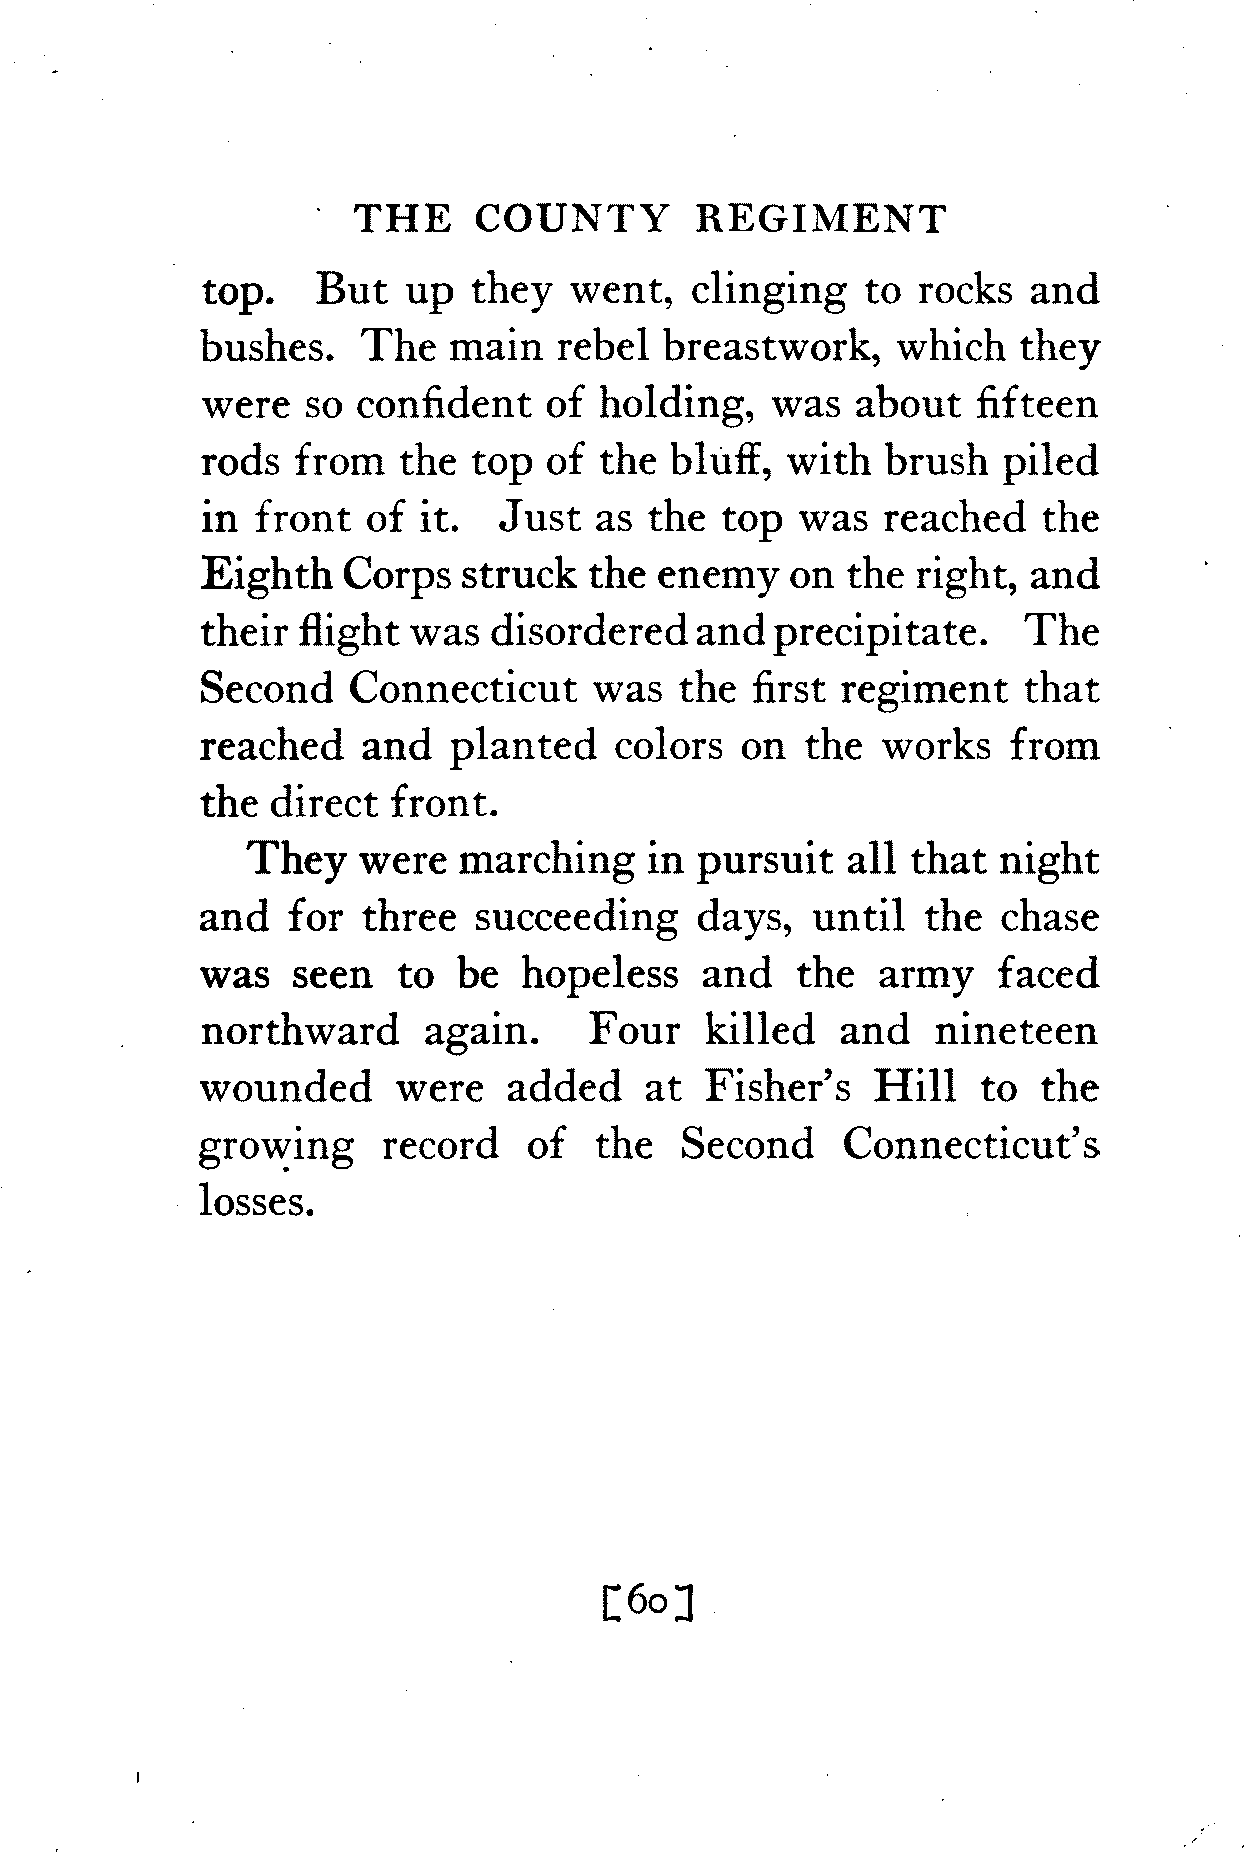 THE COUNTY REGIMENT
top. But up they went, clinging to rocks and
bushes. The main rebel breastwork, which they
were so confident of holding, was about fifteen
rods from the top of the bluff, with brush piled
in front of it. Just as the top was reached the
Eighth Corps struck the enemy on the right, and
their flight was disordered and precipitate. The
Second Connecticut was the first regiment that
reached and planted colors on the works from
the direct front.
They were marching in pursuit all that night
and for three succeeding days, until the chase
was seen to be hopeless and the army faced
northward again. Four killed and nineteen
wounded were added at Fisher's Hill to the
growing record of the Second Connecticut's
losses.
[60]